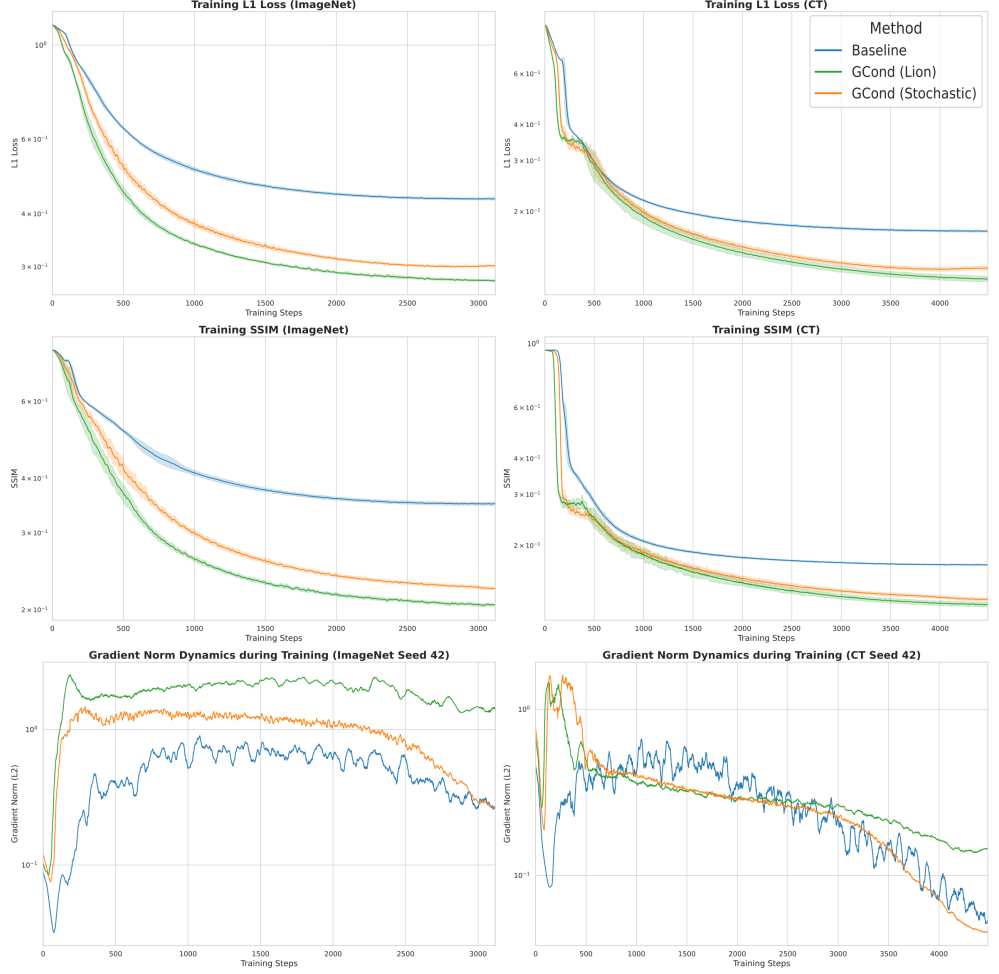 Training L1 Loss (ImageNet)
10⁰
6 × 10⁻¹
4 × 10⁻¹
3 × 10⁻¹
L1 Loss
0 500 1000 1500 2000 2500 3000
Training Steps
Training L1 Loss (CT)
Method
Baseline
GCond (Lion)
GCond (Stochastic)
6 × 10⁻¹
4 × 10⁻¹
3 × 10⁻¹
2 × 10⁻¹
L1 Loss
0 500 1000 1500 2000 2500 3000 3500 4000
Training Steps
Training SSIM (ImageNet)
6 × 10⁻¹
4 × 10⁻¹
3 × 10⁻¹
2 × 10⁻¹
SSIM
0 500 1000 1500 2000 2500 3000
Training Steps
Training SSIM (CT)
10⁰
6 × 10⁻¹
4 × 10⁻¹
3 × 10⁻¹
2 × 10⁻¹
SSIM
0 500 1000 1500 2000 2500 3000 3500 4000
Training Steps
Gradient Norm Dynamics during Training (ImageNet Seed 42)
10⁰
10⁻¹
Gradient Norm (L2)
0 500 1000 1500 2000 2500 3000
Training Steps
Gradient Norm Dynamics during Training (CT Seed 42)
10⁰
10⁻¹
Gradient Norm (L2)
0 500 1000 1500 2000 2500 3000 3500 4000
Training Steps